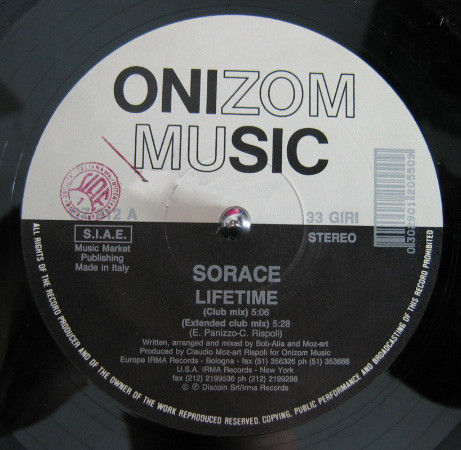 ONIZOM
MUSIC
2 A
33 GIRI
S.I.A.E.
STEREO
Music Market
Publishing
Made in Italy
0302901205509
SORACE
LIFETIME
(Club mix) 5:06
(Extended club mix) 5:28
(E. Panizzo-C. Rispoli)
Written, arranged and mixed by Bob-Alia and Moz-art
Produced by Claudio Moz-art Rispoli for Onizom Music
Europe IRMA Records - Bologna - fax (51) 356326 ph (51) 353666
U.S.A. IRMA Records - New York
fax (212) 2199536 ph (212) 2199286
© ℗ Discoin Srl/Irma Records
ALL RIGHTS OF THE RECORD PRODUCER AND OF THE OWNER OF THE WORK REPRODUCED RESERVED. COPYING, PUBLIC PERFORMANCE AND BROADCASTING OF THIS RECORD PROHIBITED